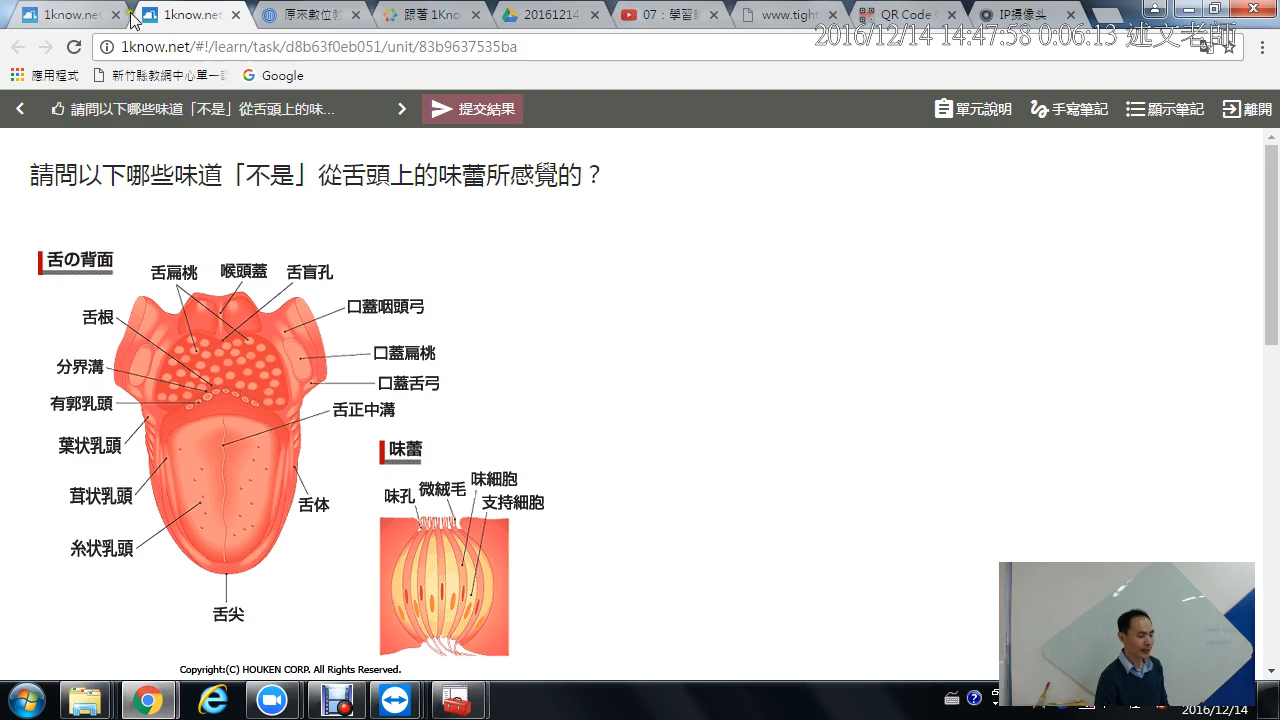 1know.net
1know.net
原來數位影
跟著 1Kno
20161214
07：學習診
www.tight
QR Code
IP摄像头
1know.net/#!/learn/task/d8b63f0eb051/unit/83b9637535ba
2016/12/14 14:47:58 0:06:13 述文老師
應用程式
新竹縣教網中心單一
Google
請問以下哪些味道「不是」從舌頭上的味...
提交結果
單元說明
手寫筆記
顯示筆記
離開
請問以下哪些味道「不是」從舌頭上的味蕾所感覺的？
舌の背面
舌扁桃
喉頭蓋
舌盲孔
口蓋咽頭弓
舌根
口蓋扁桃
分界溝
口蓋舌弓
有郭乳頭
舌正中溝
葉状乳頭
茸状乳頭
舌体
糸状乳頭
舌尖
味蕾
味孔
微絨毛
味細胞
支持細胞
Copyright:(C) HOUKEN CORP. All Rights Reserved.
2016/12/14